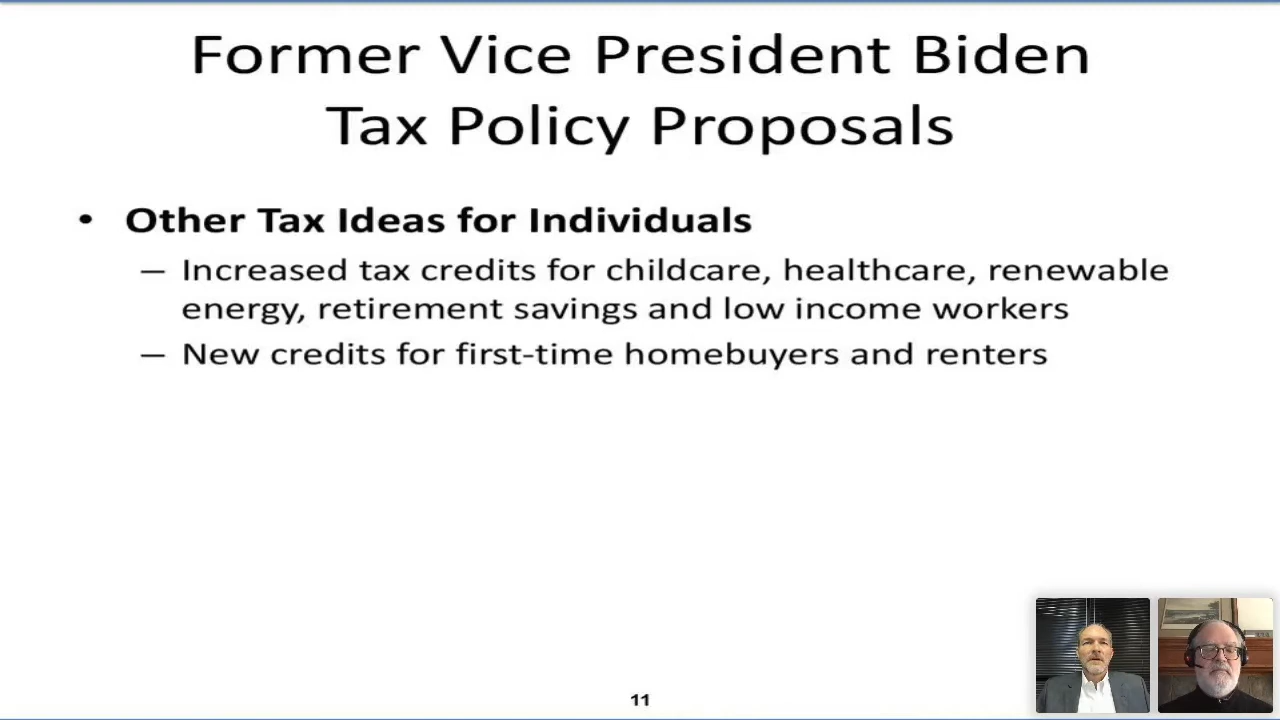 Former Vice President Biden
Tax Policy Proposals
• Other Tax Ideas for Individuals
– Increased tax credits for childcare, healthcare, renewable
energy, retirement savings and low income workers
– New credits for first-time homebuyers and renters
11